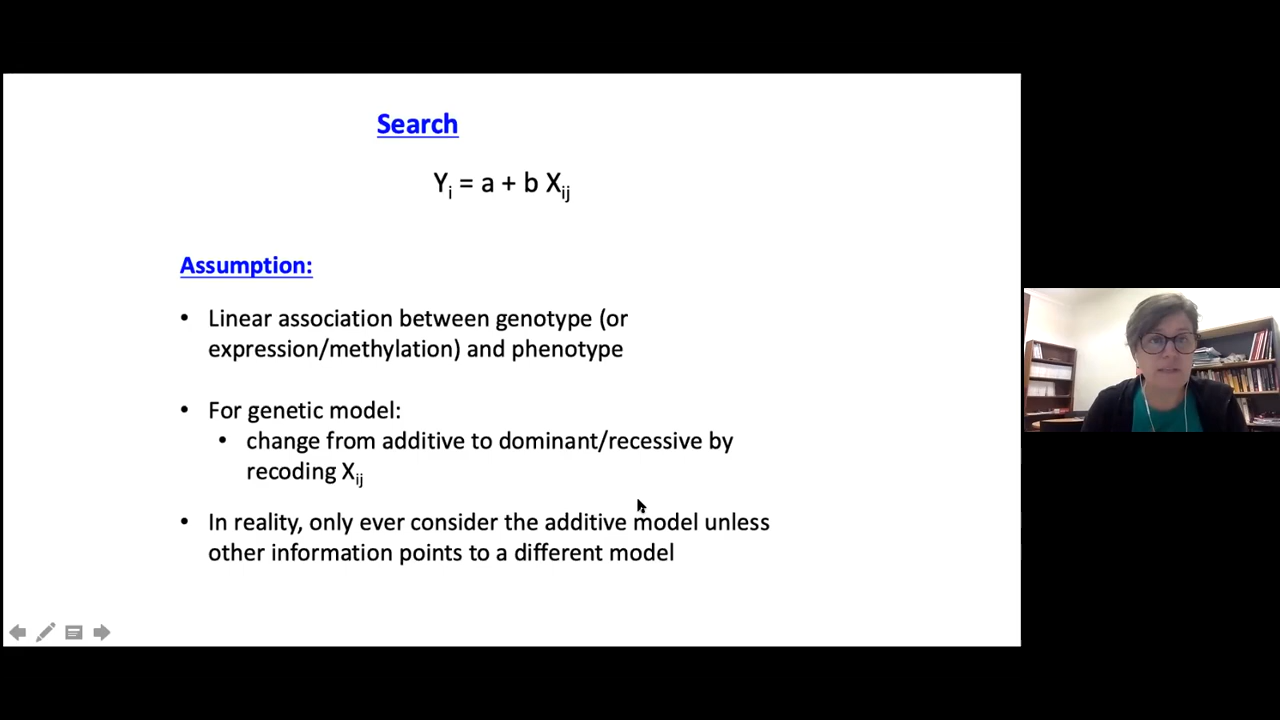 Search
Yi = a + b Xij
Assumption:
• Linear association between genotype (or
expression/methylation) and phenotype
• For genetic model:
• change from additive to dominant/recessive by
recoding Xij
• In reality, only ever consider the additive model unless
other information points to a different model